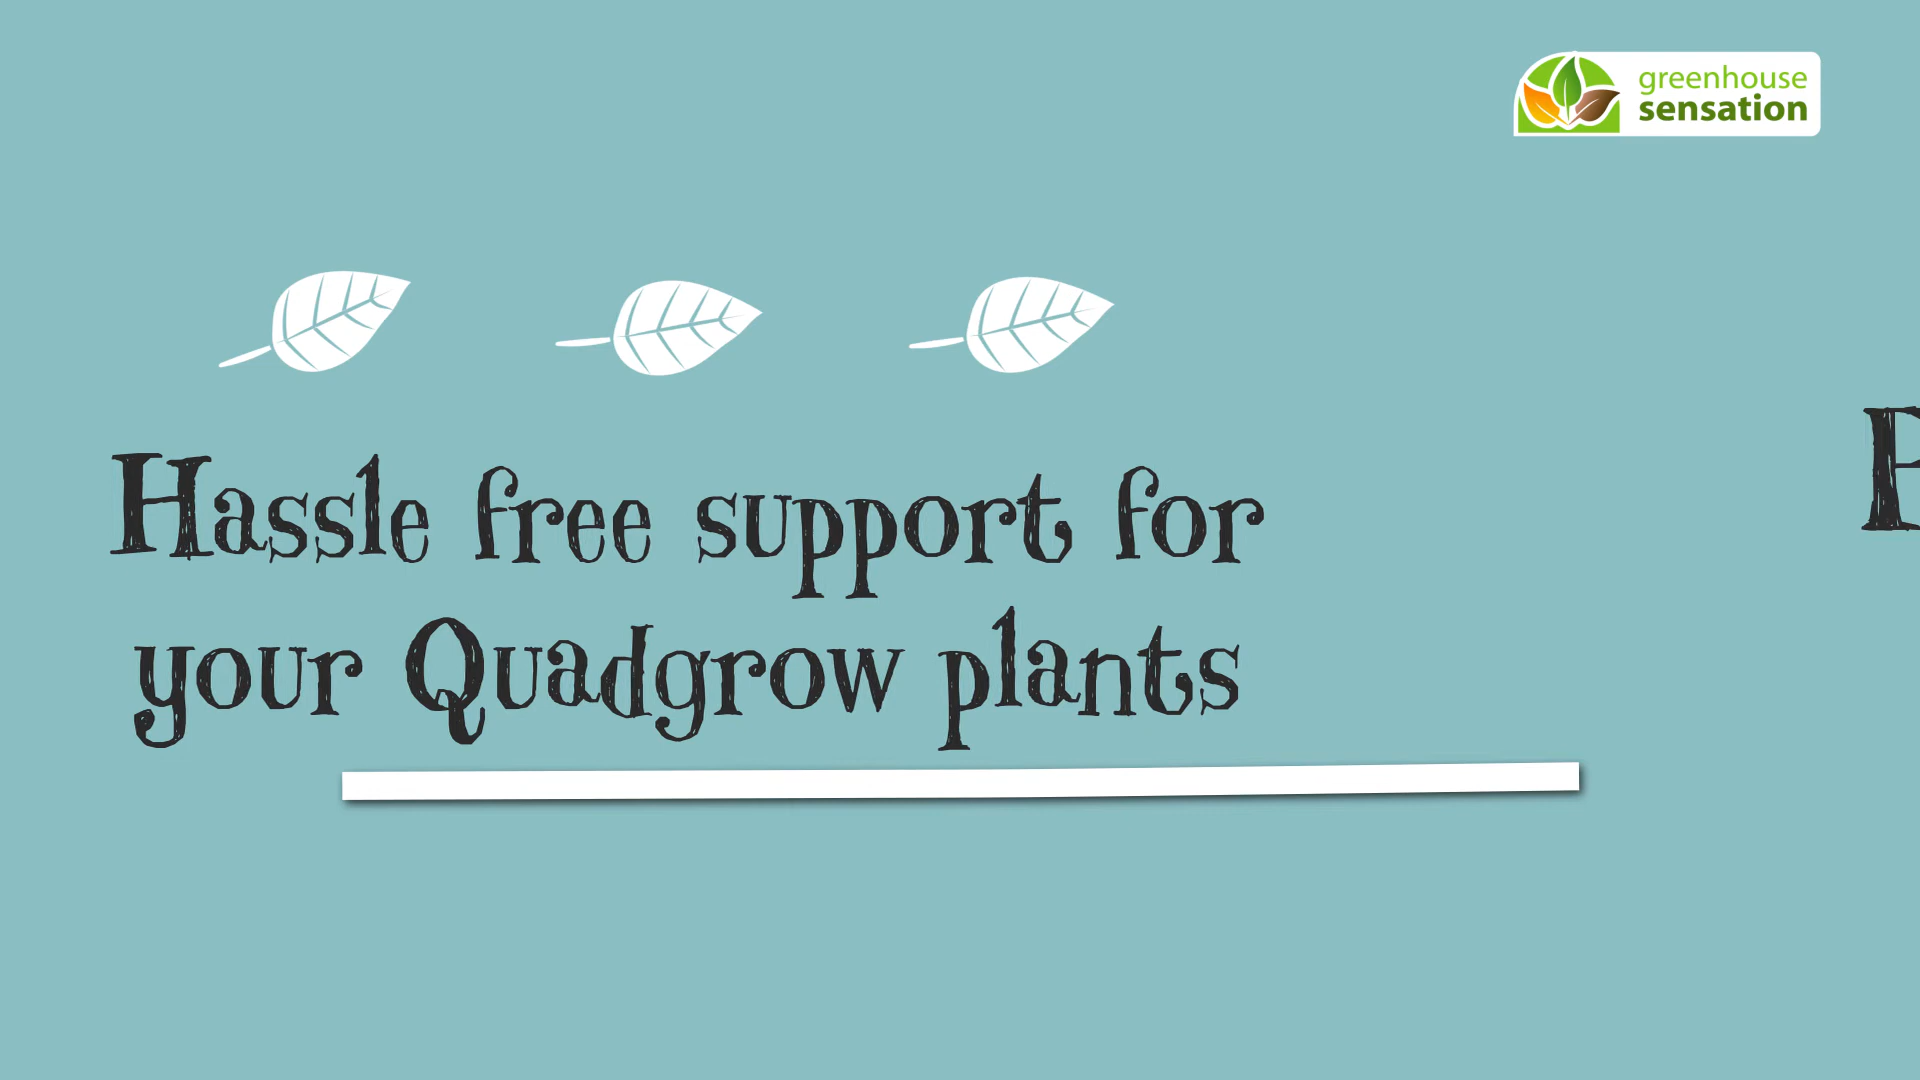 greenhouse
sensation
Hassle free support for
your Quadgrow plants